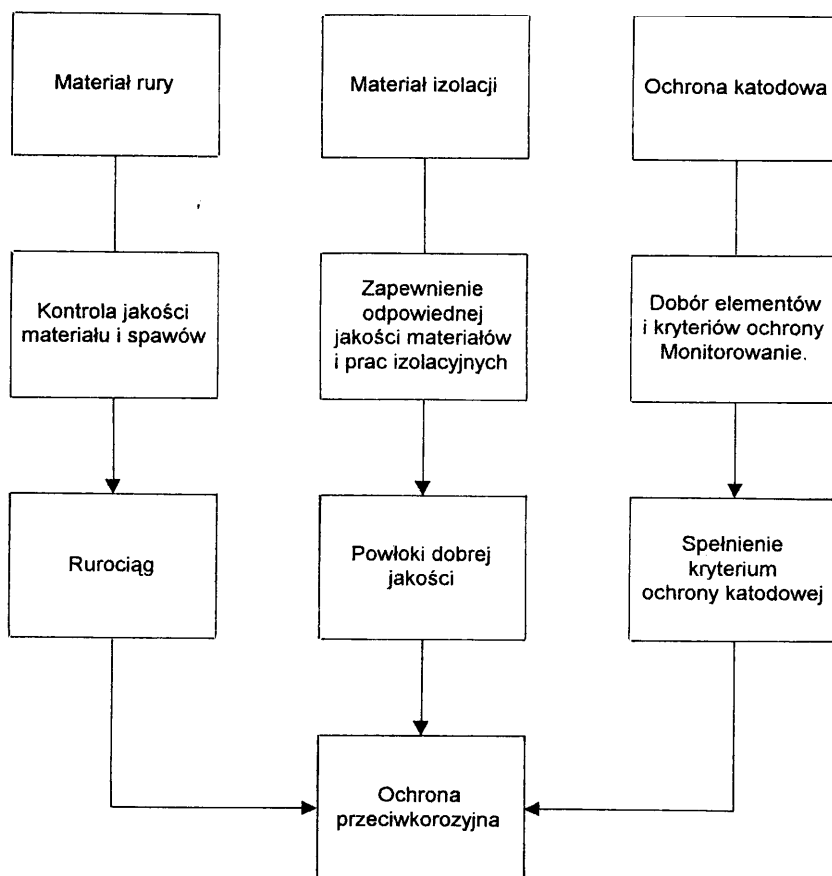 Materiał rury
Materiał izolacji
Ochrona katodowa
Kontrola jakości
materiału i spawów
Zapewnienie
odpowiednej
jakości materiałów
i prac izolacyjnych
Dobór elementów
i kryteriów ochrony
Monitorowanie.
Rurociąg
Powłoki dobrej
jakości
Spełnienie
kryterium
ochrony katodowej
Ochrona
przeciwkorozyjna